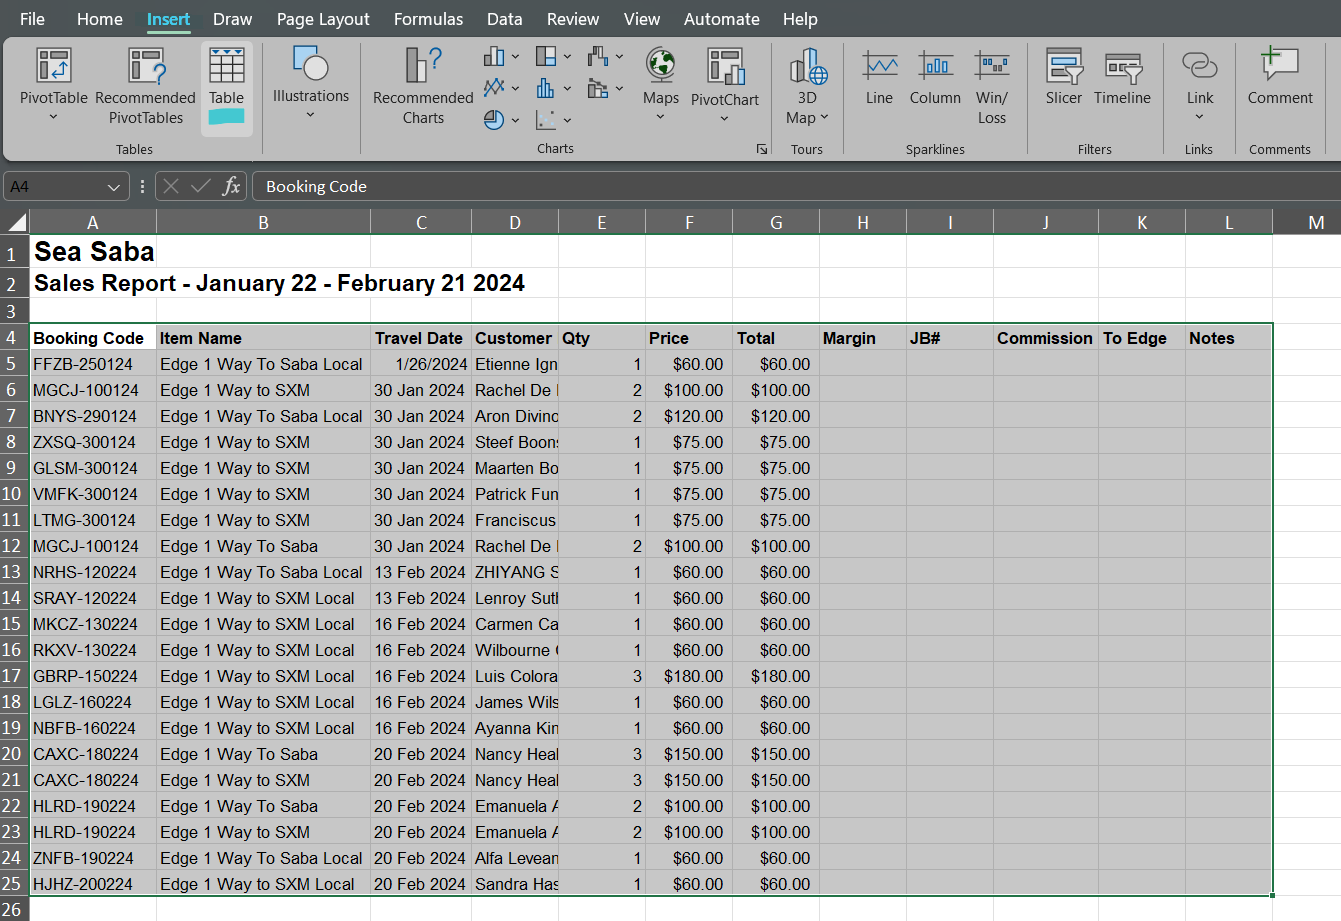 File Home Insert Draw Page Layout Formulas Data Review View Automate Help
PivotTable Recommended PivotTables Table Illustrations Recommended Charts Maps PivotChart 3D Map Line Column Win/Loss Slicer Timeline Link Comment
Tables Charts Tours Sparklines Filters Links Comments
A4 fx Booking Code
A B C D E F G H I J K L M
1 Sea Saba
2 Sales Report - January 22 - February 21 2024
3
4 Booking Code Item Name Travel Date Customer Qty Price Total Margin JB# Commission To Edge Notes
5 FFZB-250124 Edge 1 Way To Saba Local 1/26/2024 Etienne Ign 1 $60.00 $60.00
6 MGCJ-100124 Edge 1 Way to SXM 30 Jan 2024 Rachel De 2 $100.00 $100.00
7 BNYS-290124 Edge 1 Way To Saba Local 30 Jan 2024 Aron Divinc 2 $120.00 $120.00
8 ZXSQ-300124 Edge 1 Way to SXM 30 Jan 2024 Steef Boons 1 $75.00 $75.00
9 GLSM-300124 Edge 1 Way to SXM 30 Jan 2024 Maarten Bo 1 $75.00 $75.00
10 VMFK-300124 Edge 1 Way to SXM 30 Jan 2024 Patrick Fun 1 $75.00 $75.00
11 LTMG-300124 Edge 1 Way to SXM 30 Jan 2024 Franciscus 1 $75.00 $75.00
12 MGCJ-100124 Edge 1 Way To Saba 30 Jan 2024 Rachel De 2 $100.00 $100.00
13 NRHS-120224 Edge 1 Way To Saba Local 13 Feb 2024 ZHIYANG S 1 $60.00 $60.00
14 SRAY-120224 Edge 1 Way to SXM Local 13 Feb 2024 Lenroy Sutl 1 $60.00 $60.00
15 MKCZ-130224 Edge 1 Way to SXM Local 16 Feb 2024 Carmen Ca 1 $60.00 $60.00
16 RKXV-130224 Edge 1 Way to SXM Local 16 Feb 2024 Wilbourne 1 $60.00 $60.00
17 GBRP-150224 Edge 1 Way to SXM Local 16 Feb 2024 Luis Colora 3 $180.00 $180.00
18 LGLZ-160224 Edge 1 Way to SXM Local 16 Feb 2024 James Wils 1 $60.00 $60.00
19 NBFB-160224 Edge 1 Way to SXM Local 16 Feb 2024 Ayanna Kin 1 $60.00 $60.00
20 CAXC-180224 Edge 1 Way To Saba 20 Feb 2024 Nancy Heal 3 $150.00 $150.00
21 CAXC-180224 Edge 1 Way to SXM 20 Feb 2024 Nancy Heal 3 $150.00 $150.00
22 HLRD-190224 Edge 1 Way To Saba 20 Feb 2024 Emanuela A 2 $100.00 $100.00
23 HLRD-190224 Edge 1 Way to SXM 20 Feb 2024 Emanuela A 2 $100.00 $100.00
24 ZNFB-190224 Edge 1 Way To Saba Local 20 Feb 2024 Alfa Levean 1 $60.00 $60.00
25 HJHZ-200224 Edge 1 Way to SXM Local 20 Feb 2024 Sandra Has 1 $60.00 $60.00
26